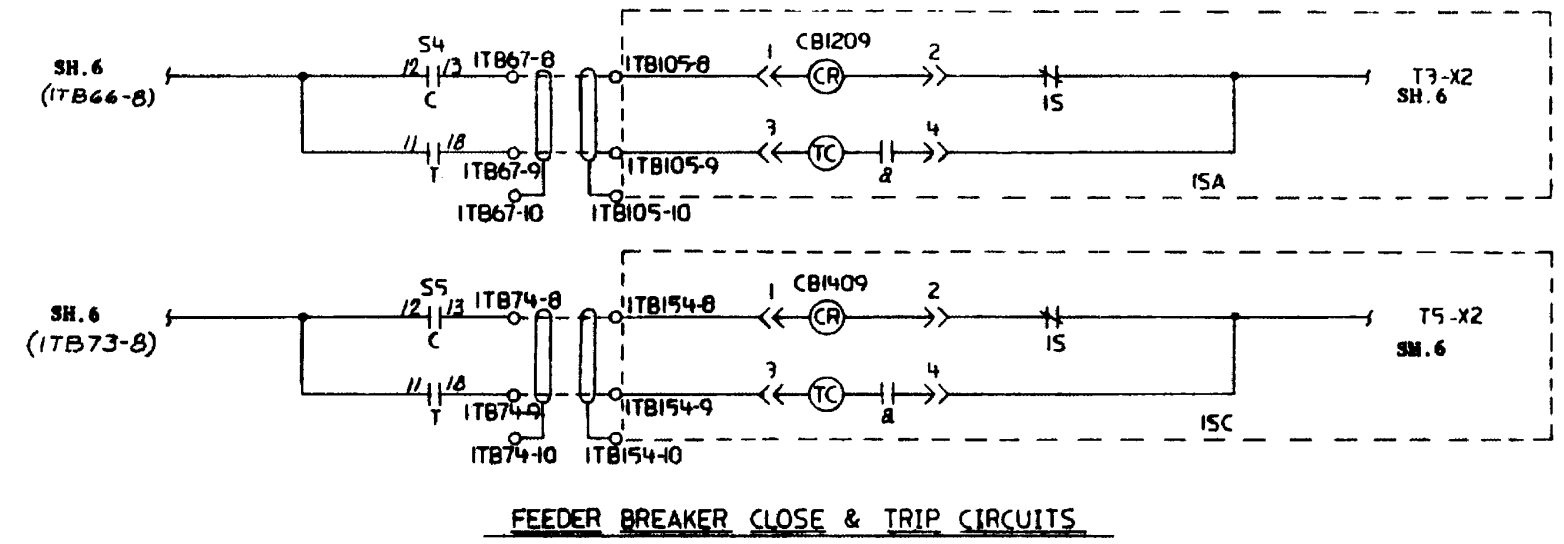 SH.6
(1TB66-8)
S4
12 13
C
11 18
T
1TB67-8
1TB67-9
1TB67-10
1TB105-8
1TB105-9
1TB105-10
CB1209
1 CR 2
3 TC 4
a
1S
1SA
T3-X2
SH.6
SH.6
(1TB73-8)
S5
12 13
C
11 18
T
1TB74-8
1TB74-9
1TB74-10
1TB154-8
1TB154-9
1TB154-10
CB1409
1 CR 2
3 TC 4
a
1S
1SC
T5-X2
SH.6
FEEDER BREAKER CLOSE & TRIP CIRCUITS